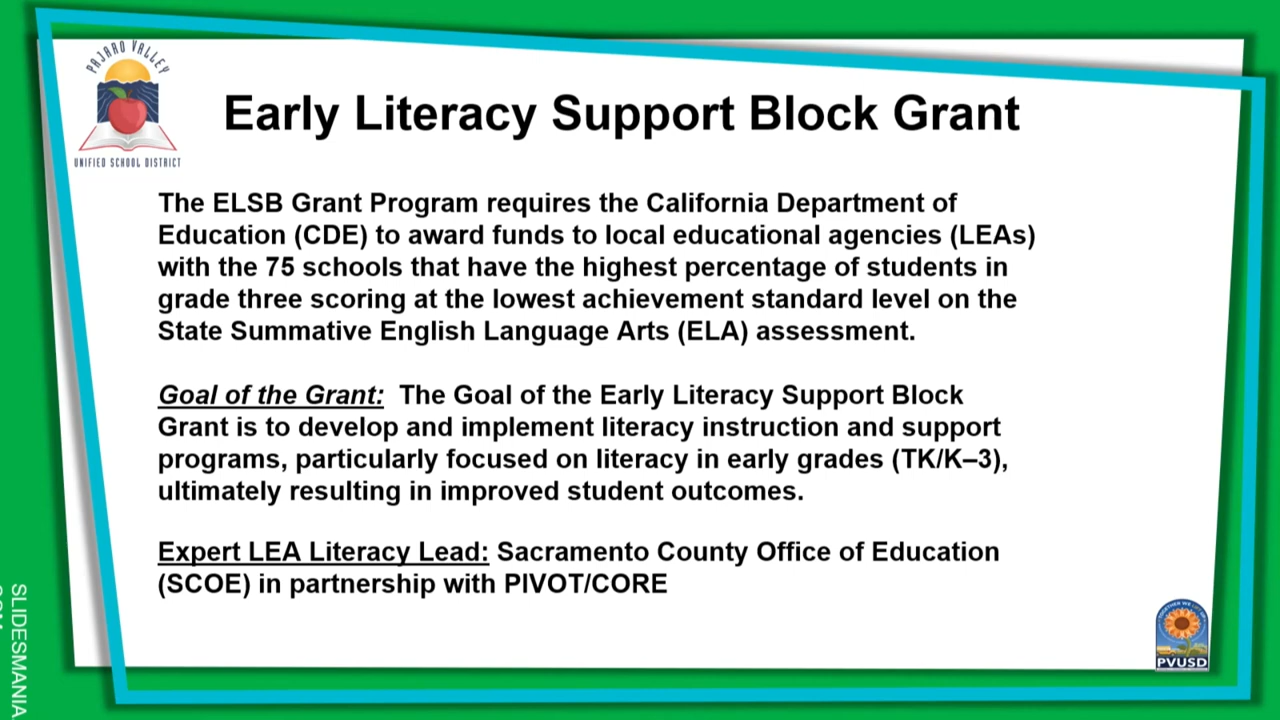 PAJARO VALLEY
UNIFIED SCHOOL DISTRICT
Early Literacy Support Block Grant
The ELSB Grant Program requires the California Department of
Education (CDE) to award funds to local educational agencies (LEAs)
with the 75 schools that have the highest percentage of students in
grade three scoring at the lowest achievement standard level on the
State Summative English Language Arts (ELA) assessment.
Goal of the Grant: The Goal of the Early Literacy Support Block
Grant is to develop and implement literacy instruction and support
programs, particularly focused on literacy in early grades (TK/K–3),
ultimately resulting in improved student outcomes.
Expert LEA Literacy Lead: Sacramento County Office of Education
(SCOE) in partnership with PIVOT/CORE
SLIDESMANIA.
PVUSD